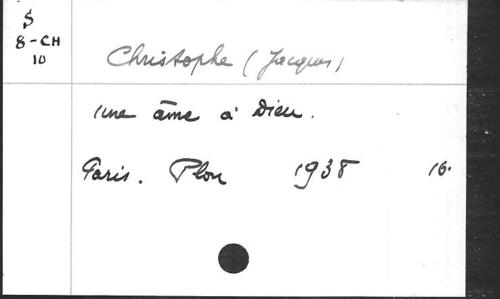 S
8-CH
10
Christophe (Jacques)
une âme à Dieu.
Paris. Plon 1938 16.